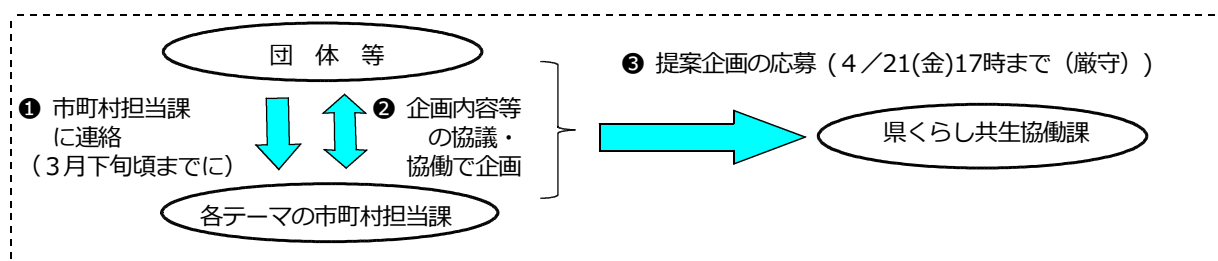 団 体 等
❸ 提案企画の応募 (４／21(金)17時まで（厳守）)
❶ 市町村担当課
に連絡
（３月下旬頃までに）
❷ 企画内容等
の協議・
協働で企画
県くらし共生協働課
各テーマの市町村担当課